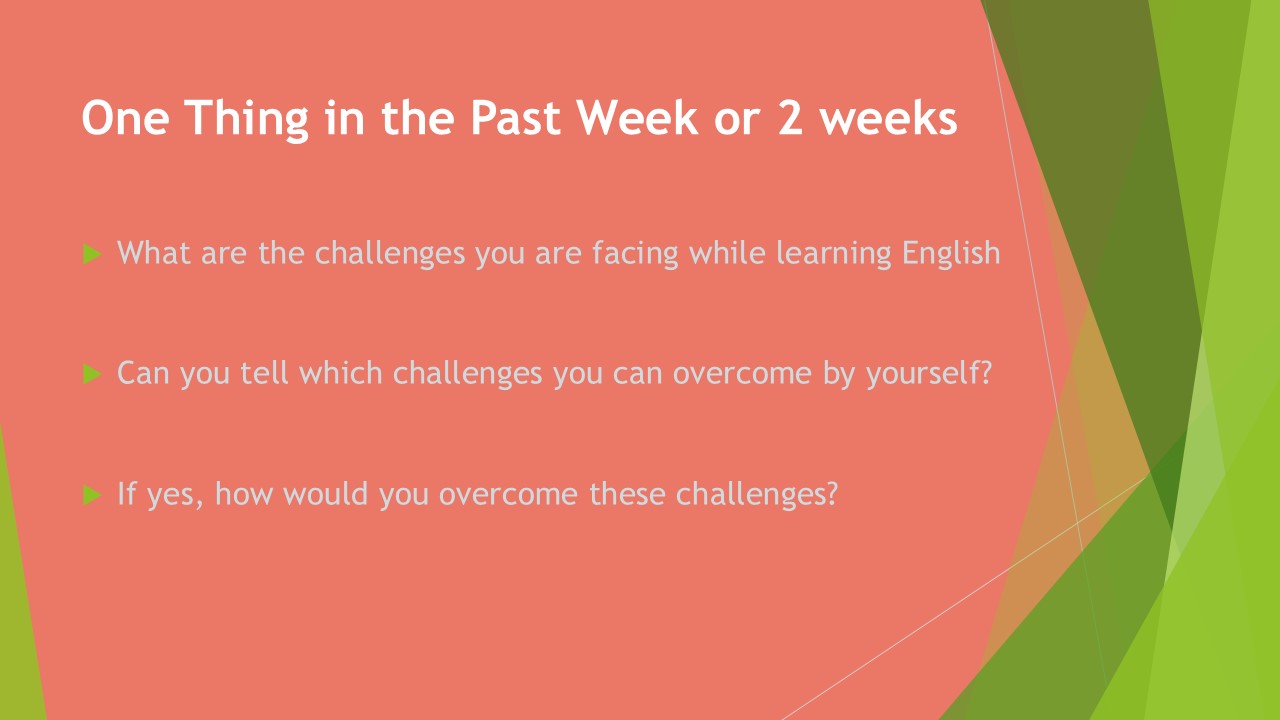 One Thing in the Past Week or 2 weeks
What are the challenges you are facing while learning English
Can you tell which challenges you can overcome by yourself?
If yes, how would you overcome these challenges?